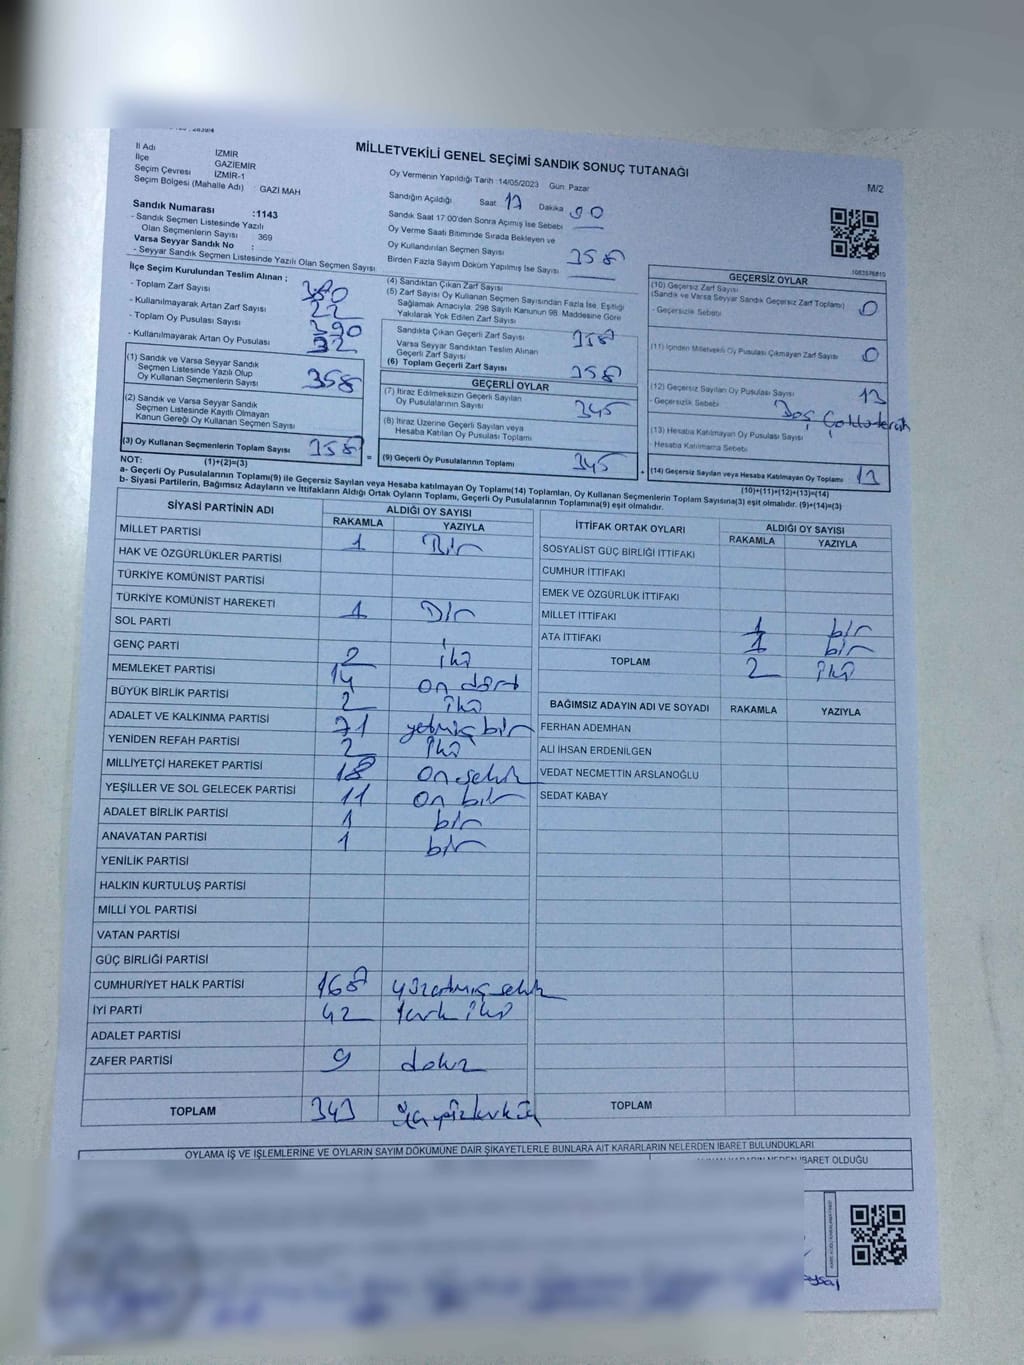 MİLLETVEKİLİ GENEL SEÇİMİ SANDIK SONUÇ TUTANAĞI
M/2
İl Adı İZMİR
İlçe GAZİEMİR
Seçim Çevresi İZMİR-1
Seçim Bölgesi (Mahalle Adı) : GAZİ MAH
Sandık Numarası :1143
- Sandık Seçmen Listesinde Yazılı
Olan Seçmenlerin Sayısı 369
Varsa Seyyar Sandık No :
- Seyyar Sandık Seçmen Listesinde Yazılı Olan Seçmen Sayısı
Oy Vermenin Yapıldığı Tarih :14/05/2023 Gün: Pazar
Sandığın Açıldığı Saat 17 Dakika 00
Sandık Saat 17:00'den Sonra Açımış İse Sebebi
Oy Verme Saati Bitiminde Sırada Bekleyen ve
Oy Kullandırılan Seçmen Sayısı 358
Birden Fazla Sayım Döküm Yapılmış İse Sayısı
İlçe Seçim Kurulundan Teslim Alınan :
- Toplam Zarf Sayısı 380
- Kullanılmayarak Artan Zarf Sayısı 22
- Toplam Oy Pusulası Sayısı 390
- Kullanılmayarak Artan Oy Pusulası 32
(1) Sandık ve Varsa Seyyar Sandık
Seçmen Listesinde Yazılı Olup
Oy Kullanan Seçmenlerin Sayısı 358
(2) Sandık ve Varsa Seyyar Sandık
Seçmen Listesinde Kayıtlı Olmayan
Kanun Gereği Oy Kullanan Seçmen Sayısı
(3) Oy Kullanan Seçmenlerin Toplam Sayısı 358
(1)+(2)=(3)
(4) Sandıktan Çıkan Zarf Sayısı
(5) Zarf Sayısı Oy Kullanan Seçmen Sayısından Fazla İse, Eşitliği
Sağlamak Amacıyla, 298 Sayılı Kanunun 98. Maddesine Göre
Yakılarak Yok Edilen Zarf Sayısı
Sandıkta Çıkan Geçerli Zarf Sayısı 358
Varsa Seyyar Sandıktan Teslim Alınan
Geçerli Zarf Sayısı
(6) Toplam Geçerli Zarf Sayısı 358
GEÇERLİ OYLAR
(7) İtiraz Edilmeksizin Geçerli Sayılan
Oy Pusulalarının Sayısı 345
(8) İtiraz Üzerine Geçerli Sayılan veya
Hesaba Katılan Oy Pusulası Toplamı
= (9) Geçerli Oy Pusulalarının Toplamı 345
GEÇERSİZ OYLAR
(10) Geçersiz Zarf Sayısı
(Sandık ve Varsa Seyyar Sandık Geçersiz Zarf Toplamı) 0
- Geçersizlik Sebebi
(11) İçinden Milletvekili Oy Pusulası Çıkmayan Zarf Sayısı 0
(12) Geçersiz Sayılan Oy Pusulası Sayısı 13
- Geçersizlik Sebebi
(13) Hesaba Katılmayan Oy Pusulası Sayısı
- Hesaba Katılmama Sebebi
+ (14) Geçersiz Sayılan veya Hesaba Katılmayan Oy Toplamı 13
(10)+(11)+(12)+(13)=(14)
NOT:
a- Geçerli Oy Pusulalarının Toplamı(9) ile Geçersiz Sayılan veya Hesaba katılmayan Oy Toplamı(14) Toplamları, Oy Kullanan Seçmenlerin Toplam Sayısına(3) eşit olmalıdır. (9)+(14)=(3)
b- Siyasi Partilerin, Bağımsız Adayların ve İttifakların Aldığı Ortak Oyların Toplamı, Geçerli Oy Pusulalarının Toplamına(9) eşit olmalıdır.
SİYASİ PARTİNİN ADI ALDIĞI OY SAYISI
RAKAMLA YAZIYLA
MİLLET PARTİSİ 1 Bir
HAK VE ÖZGÜRLÜKLER PARTİSİ
TÜRKİYE KOMÜNİST PARTİSİ
TÜRKİYE KOMÜNİST HAREKETİ 1 Bir
SOL PARTİ
GENÇ PARTİ 2 iki
MEMLEKET PARTİSİ 14 on dört
BÜYÜK BİRLİK PARTİSİ 2 iki
ADALET VE KALKINMA PARTİSİ 71 yetmiş bir
YENİDEN REFAH PARTİSİ 2 iki
MİLLİYETÇİ HAREKET PARTİSİ 18 on sekiz
YEŞİLLER VE SOL GELECEK PARTİSİ 11 on bir
ADALET BİRLİK PARTİSİ 1 bir
ANAVATAN PARTİSİ 1 bir
YENİLİK PARTİSİ
HALKIN KURTULUŞ PARTİSİ
MİLLİ YOL PARTİSİ
VATAN PARTİSİ
GÜÇ BİRLİĞİ PARTİSİ
CUMHURİYET HALK PARTİSİ 168 yüzatmış sekiz
İYİ PARTİ 42 kırk iki
ADALET PARTİSİ
ZAFER PARTİSİ 9 dokuz
TOPLAM 343 üçyüzkırküç
İTTİFAK ORTAK OYLARI ALDIĞI OY SAYISI
RAKAMLA YAZIYLA
SOSYALİST GÜÇ BİRLİĞİ İTTİFAKI
CUMHUR İTTİFAKI
EMEK VE ÖZGÜRLÜK İTTİFAKI
MİLLET İTTİFAKI 1 bir
ATA İTTİFAKI 1 bir
TOPLAM 2 iki
BAĞIMSIZ ADAYIN ADI VE SOYADI RAKAMLA YAZIYLA
FERHAN ADEMHAN
ALİ İHSAN ERDENİLGEN
VEDAT NECMETTİN ARSLANOĞLU
SEDAT KABAY
TOPLAM
OYLAMA İŞ VE İŞLEMLERİNE VE OYLARIN SAYIM DÖKÜMÜNE DAİR ŞİKAYETLERLE BUNLARA AİT KARARLARIN NELERDEN İBARET BULUNDUKLARI
İBARET OLDUĞU